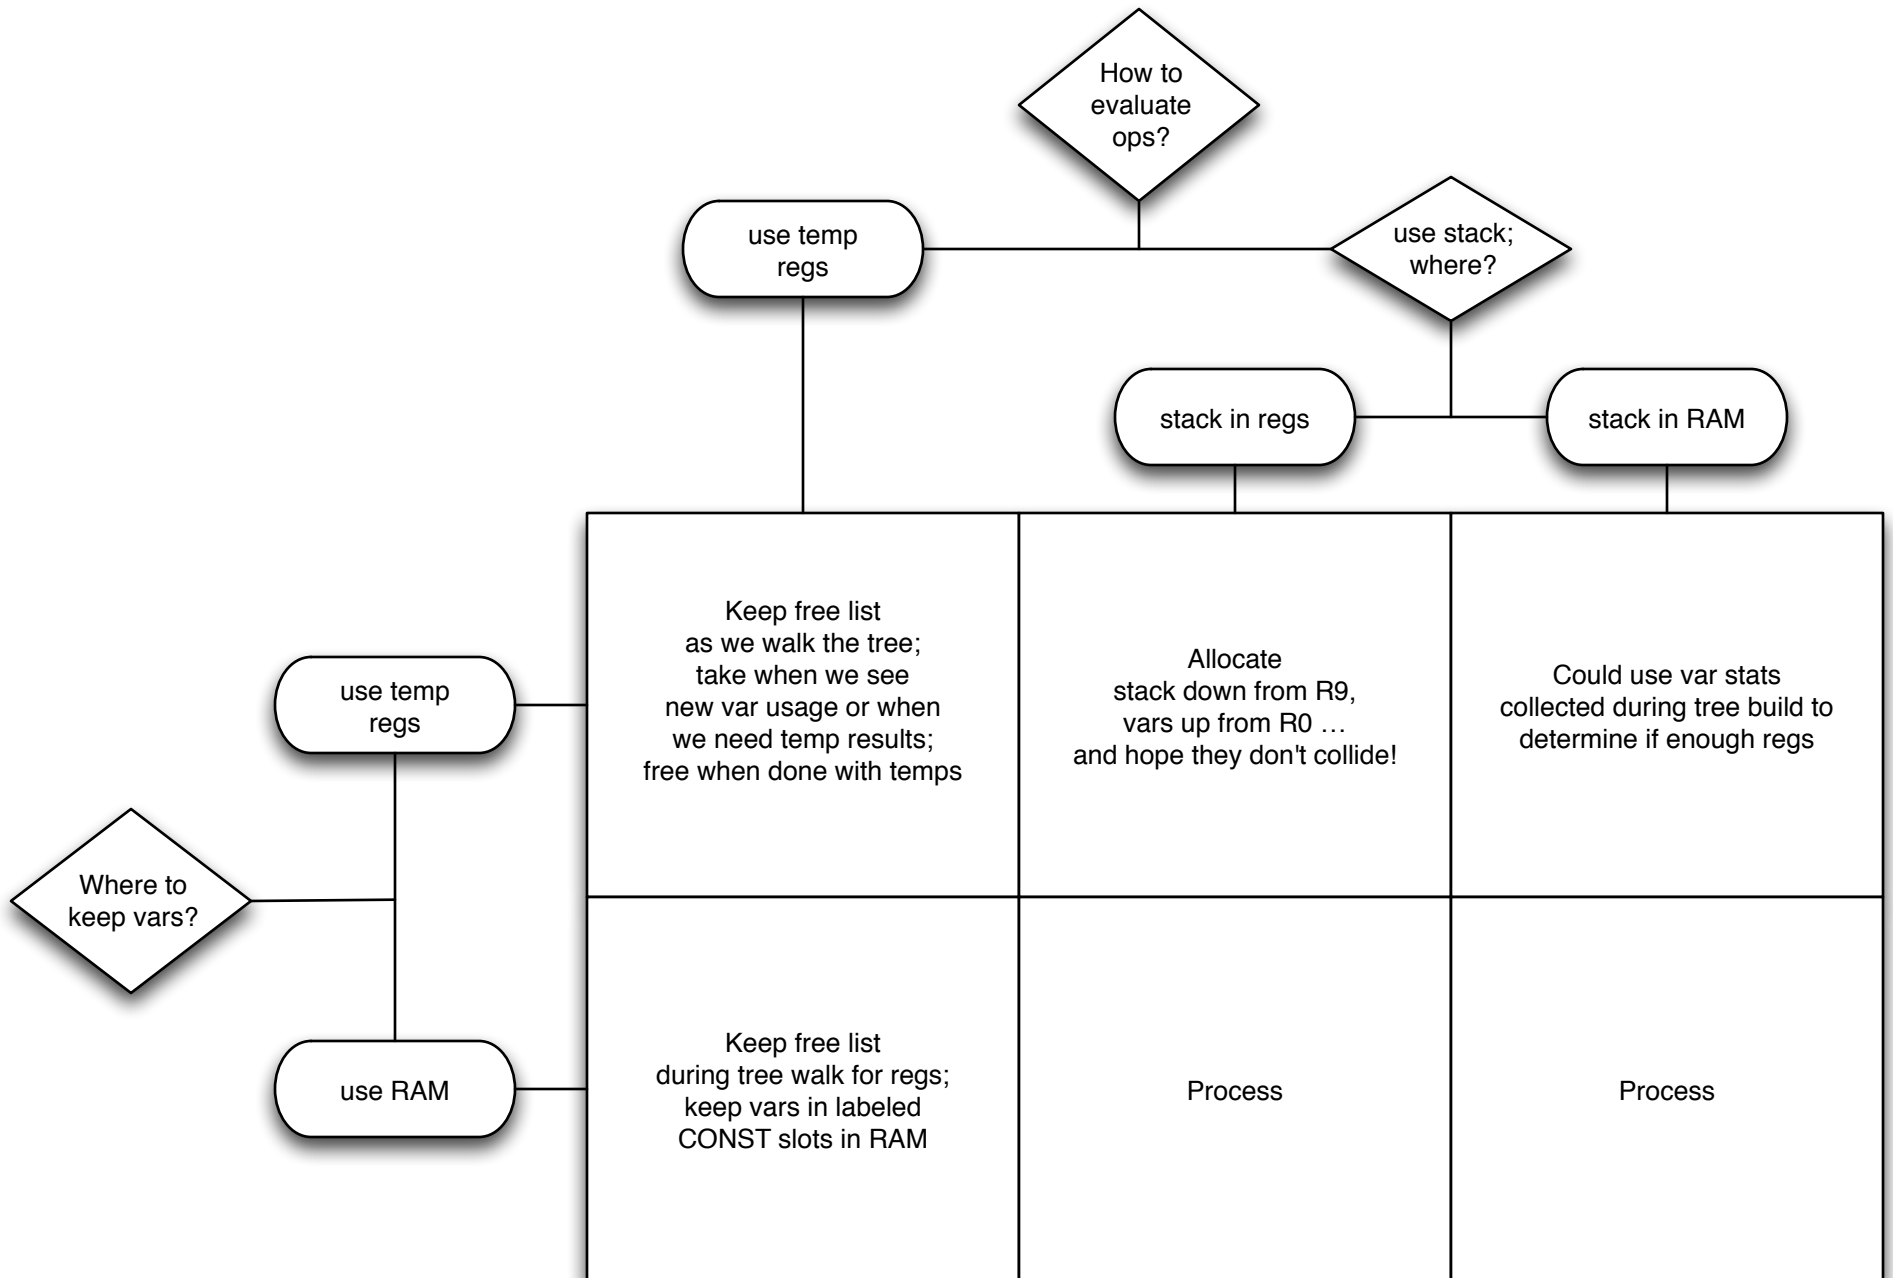 How to
evaluate
ops?
use temp
regs
use stack;
where?
stack in regs
stack in RAM
Keep free list
as we walk the tree;
take when we see
new var usage or when
we need temp results;
free when done with temps
Allocate
stack down from R9,
vars up from R0 …
and hope they don't collide!
Could use var stats
collected during tree build to
determine if enough regs
use temp
regs
Where to
keep vars?
use RAM
Keep free list
during tree walk for regs;
keep vars in labeled
CONST slots in RAM
Process
Process